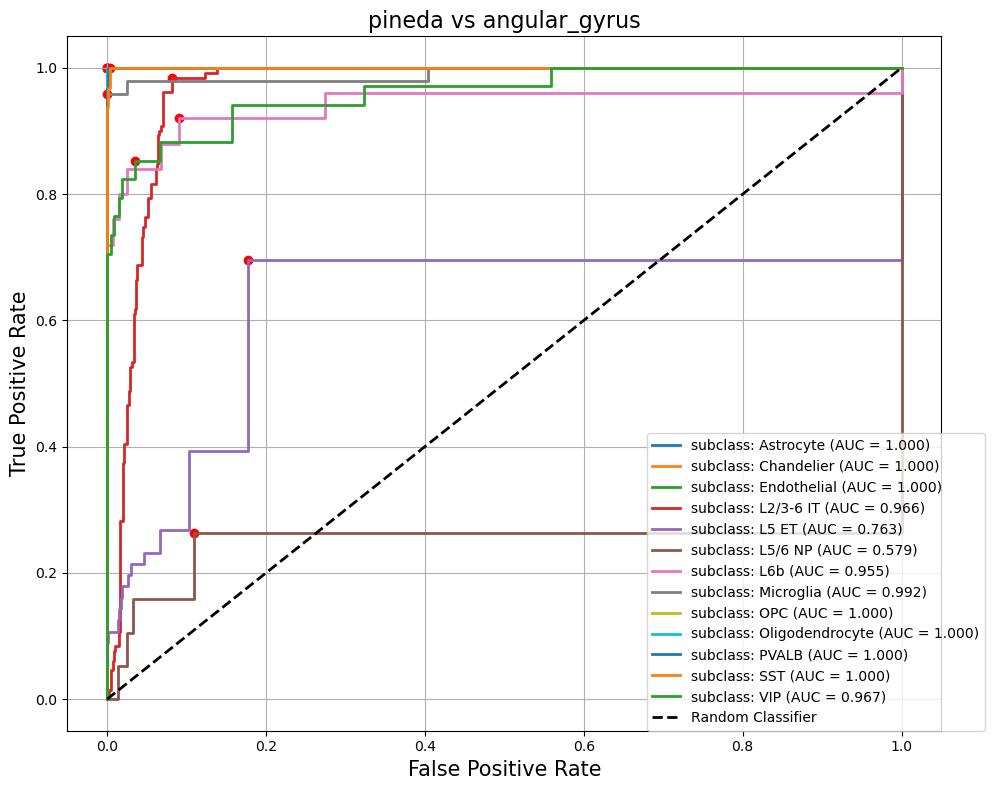 pineda vs angular_gyrus
True Positive Rate
1.0
0.8
0.6
0.4
0.2
0.0
subclass: Astrocyte (AUC = 1.000)
subclass: Chandelier (AUC = 1.000)
subclass: Endothelial (AUC = 1.000)
subclass: L2/3-6 IT (AUC = 0.966)
subclass: L5 ET (AUC = 0.763)
subclass: L5/6 NP (AUC = 0.579)
subclass: L6b (AUC = 0.955)
subclass: Microglia (AUC = 0.992)
subclass: OPC (AUC = 1.000)
subclass: Oligodendrocyte (AUC = 1.000)
subclass: PVALB (AUC = 1.000)
subclass: SST (AUC = 1.000)
subclass: VIP (AUC = 0.967)
Random Classifier
0.0 0.2 0.4 0.6 0.8 1.0
False Positive Rate